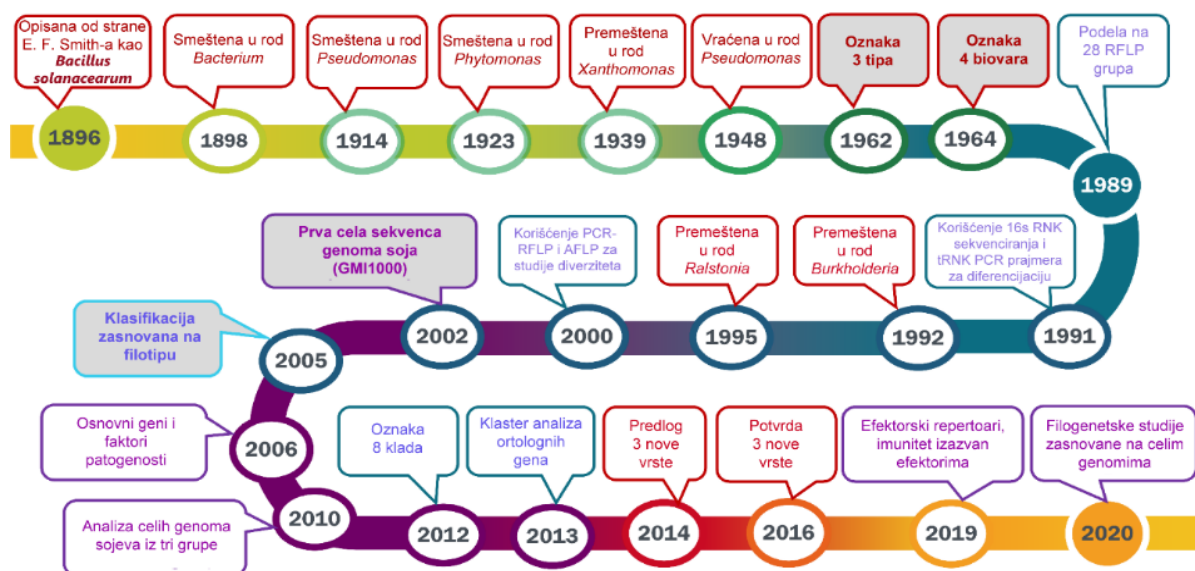 Opisana od strane
E. F. Smith-a kao
Bacillus
solanacearum
1896
Smeštena u rod
Bacterium
1898
Smeštena u rod
Pseudomonas
1914
Smeštena u rod
Phytomonas
1923
Premeštena
u rod
Xanthomonas
1939
Vraćena u rod
Pseudomonas
1948
Oznaka
3 tipa
1962
Oznaka
4 biovara
1964
Podela na
28 RFLP
grupa
1989
Korišćenje 16s RNK
sekvenciranja i
tRNK PCR prajmera
za diferencijaciju
1991
Premeštena
u rod
Burkholderia
1992
Premeštena
u rod
Ralstonia
1995
Korišćenje PCR-
RFLP i AFLP za
studije diverziteta
2000
Prva cela sekvenca
genoma soja
(GMI1000)
2002
Klasifikacija
zasnovana na
filotipu
2005
Osnovni geni i
faktori
patogenosti
2006
Analiza celih genoma
sojeva iz tri grupe
2010
Oznaka
8 klada
2012
Klaster analiza
ortolognih
gena
2013
Predlog
3 nove
vrste
2014
Potvrda
3 nove
vrste
2016
Efektorski repertoari,
imunitet izazvan
efektorima
2019
Filogenetske studije
zasnovane na celim
genomima
2020